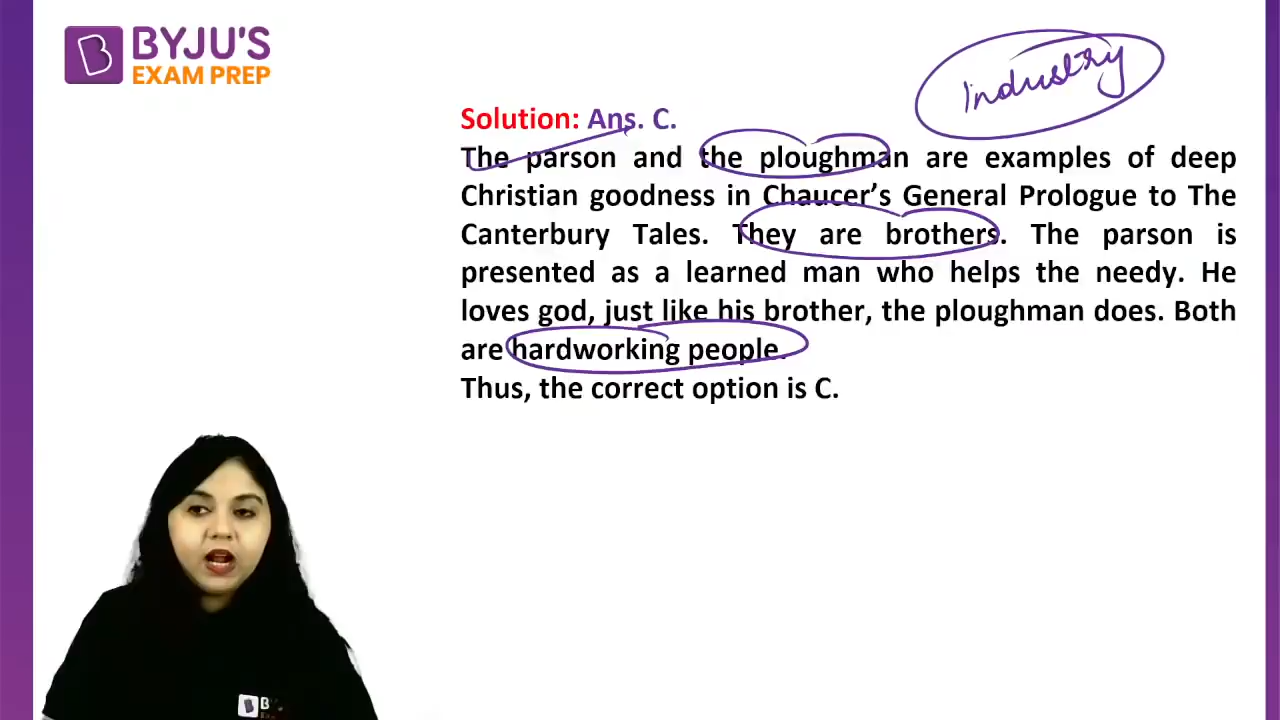 BYJU'S
EXAM PREP
Industry
Solution: Ans. C.
The parson and the ploughman are examples of deep
Christian goodness in Chaucer's General Prologue to The
Canterbury Tales. They are brothers. The parson is
presented as a learned man who helps the needy. He
loves god, just like his brother, the ploughman does. Both
are hardworking people.
Thus, the correct option is C.